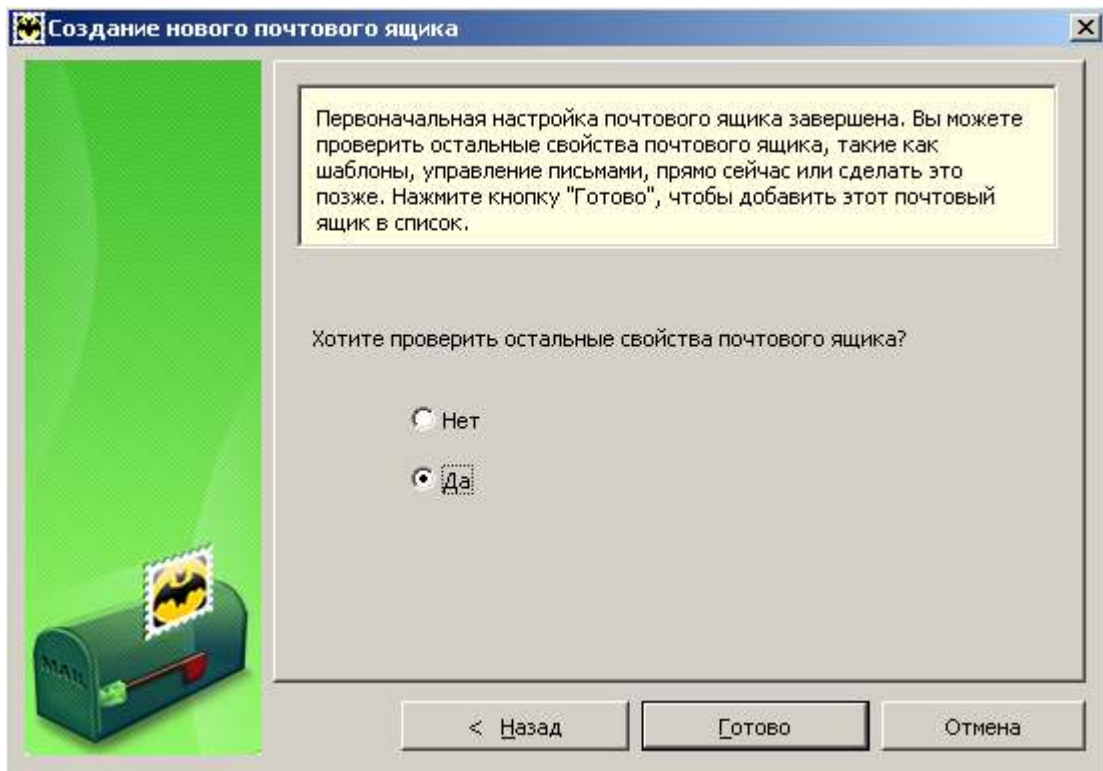 Создание нового почтового ящика
Первоначальная настройка почтового ящика завершена. Вы можете
проверить остальные свойства почтового ящика, такие как
шаблоны, управление письмами, прямо сейчас или сделать это
позже. Нажмите кнопку "Готово", чтобы добавить этот почтовый
ящик в список.
Хотите проверить остальные свойства почтового ящика?
Нет
Да
MAIL
< Назад
Готово
Отмена